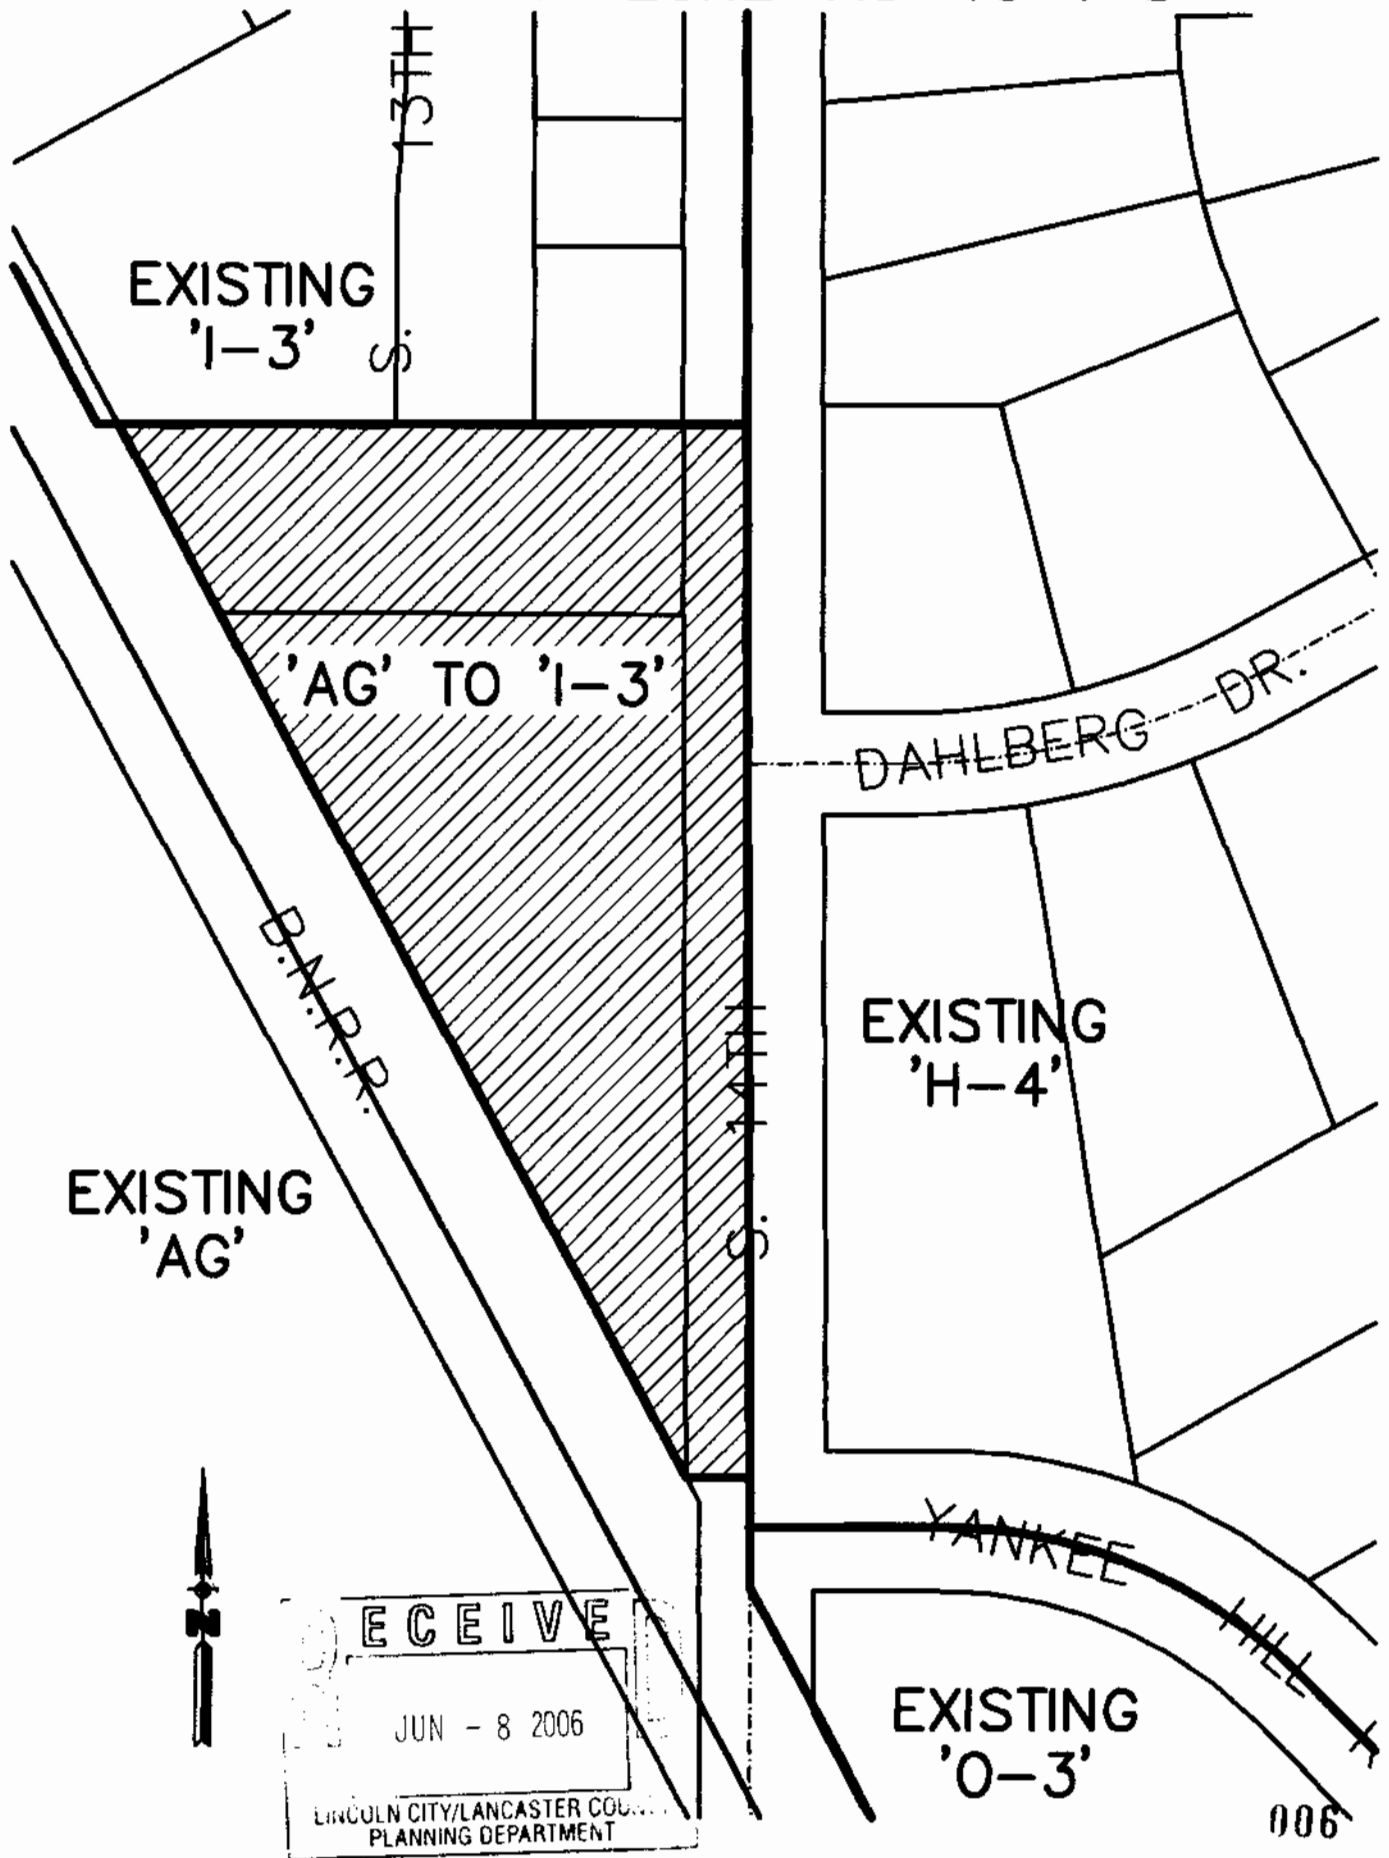 S. 13TH
EXISTING
'I-3'
'AG' TO 'I-3'
DAHLBERG DR.
B.N.R.R.
S. 14TH
EXISTING
'H-4'
EXISTING
'AG'
YANKEE HILL
N
ECEIVE
JUN - 8 2006
LINCOLN CITY/LANCASTER COU
PLANNING DEPARTMENT
EXISTING
'O-3'
006